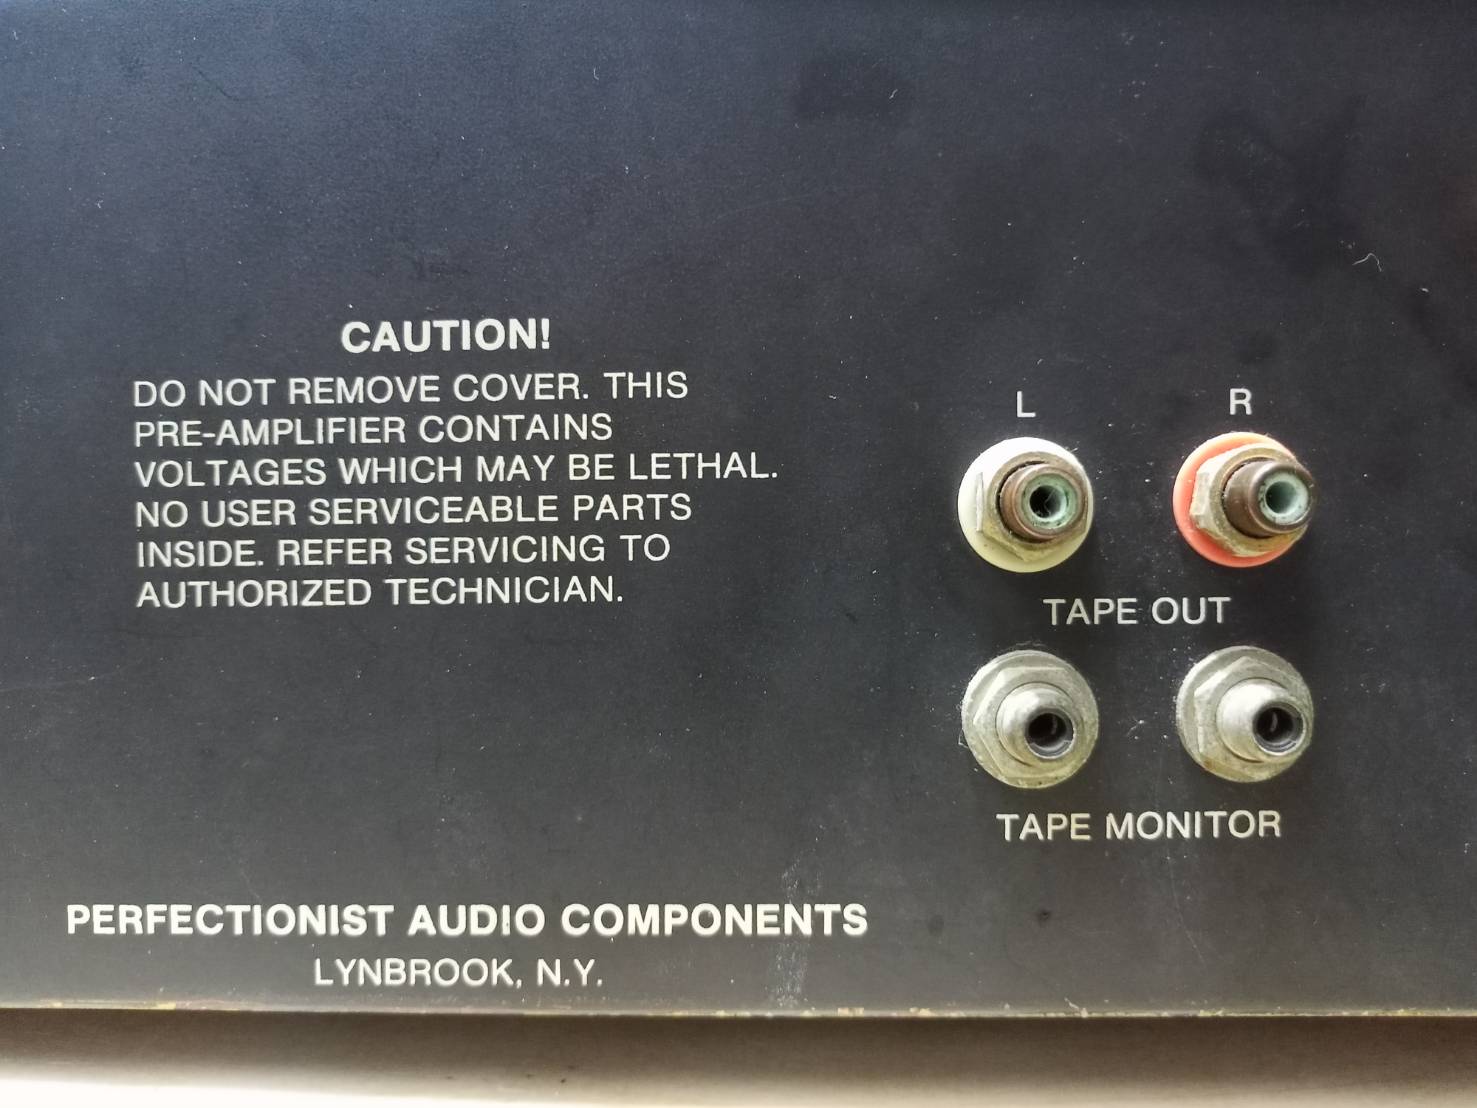 CAUTION!
DO NOT REMOVE COVER. THIS
PRE-AMPLIFIER CONTAINS
VOLTAGES WHICH MAY BE LETHAL.
NO USER SERVICEABLE PARTS
INSIDE. REFER SERVICING TO
AUTHORIZED TECHNICIAN.
L R
TAPE OUT
TAPE MONITOR
PERFECTIONIST AUDIO COMPONENTS
LYNBROOK, N.Y.